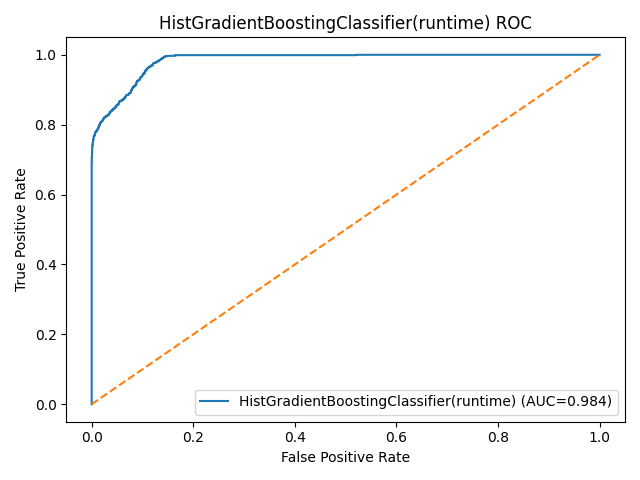 HistGradientBoostingClassifier(runtime) ROC
True Positive Rate
1.0
0.8
0.6
0.4
0.2
0.0
HistGradientBoostingClassifier(runtime) (AUC=0.984)
0.0 0.2 0.4 0.6 0.8 1.0
False Positive Rate